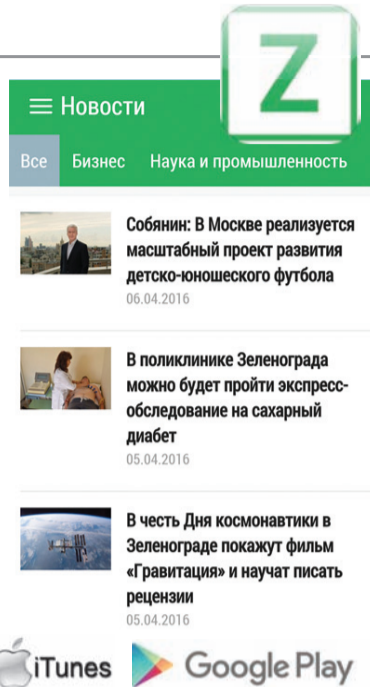 Z
Новости
Все Бизнес Наука и промышленность
Собянин: В Москве реализуется
масштабный проект развития
детско-юношеского футбола
06.04.2016
В поликлинике Зеленограда
можно будет пройти экспресс-
обследование на сахарный
диабет
05.04.2016
В честь Дня космонавтики в
Зеленограде покажут фильм
«Гравитация» и научат писать
рецензии
05.04.2016
iTunes Google Play